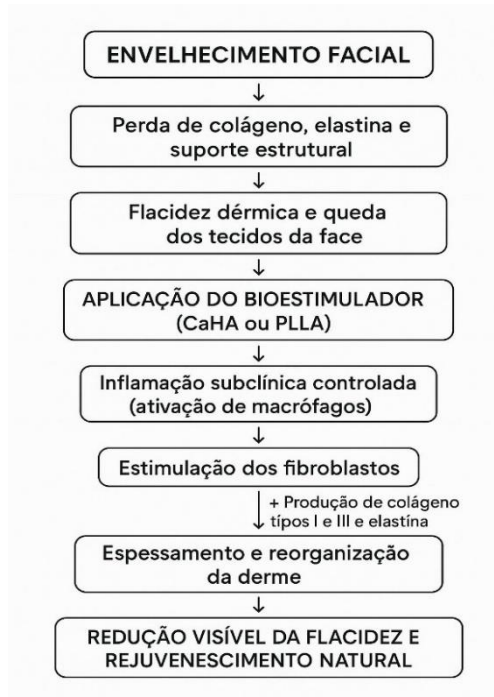 ENVELHECIMENTO FACIAL
Perda de colágeno, elastina e
suporte estrutural
Flacidez dérmica e queda
dos tecidos da face
APLICAÇÃO DO BIOESTIMULADOR
(CaHA ou PLLA)
Inflamação subclínica controlada
(ativação de macrófagos)
Estimulação dos fibroblastos
+ Produção de colágeno
típos I e III e elastína
Espessamento e reorganização
da derme
REDUÇÃO VISÍVEL DA FLACIDEZ E
REJUVENESCIMENTO NATURAL